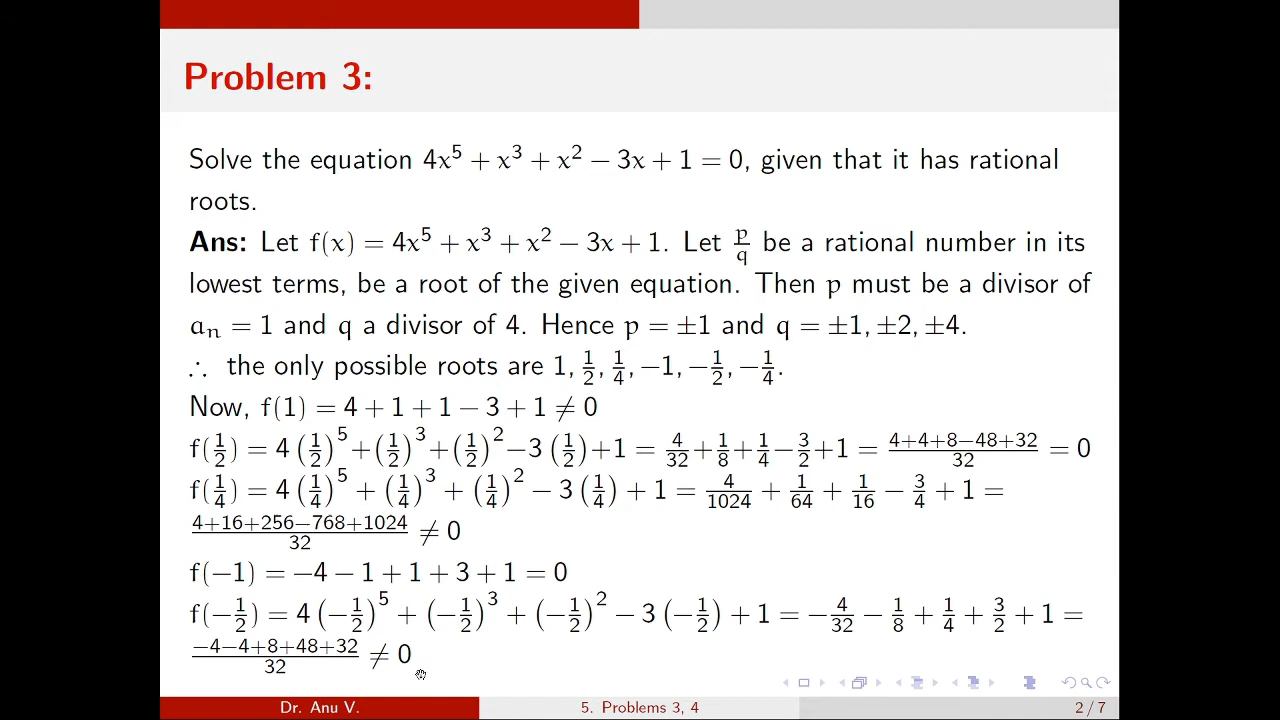 Problem 3:
Solve the equation 4x⁵ + x³ + x² − 3x + 1 = 0, given that it has rational
roots.
Ans: Let f(x) = 4x⁵ + x³ + x² − 3x + 1. Let p/q be a rational number in its
lowest terms, be a root of the given equation. Then p must be a divisor of
aₙ = 1 and q a divisor of 4. Hence p = ±1 and q = ±1, ±2, ±4.
∴ the only possible roots are 1, 1/2, 1/4, −1, −1/2, −1/4.
Now, f(1) = 4 + 1 + 1 − 3 + 1 ≠ 0
f(1/2) = 4 (1/2)⁵ + (1/2)³ + (1/2)² − 3 (1/2) + 1 = 4/32 + 1/8 + 1/4 − 3/2 + 1 = (4+4+8−48+32)/32 = 0
f(1/4) = 4 (1/4)⁵ + (1/4)³ + (1/4)² − 3 (1/4) + 1 = 4/1024 + 1/64 + 1/16 − 3/4 + 1 =
(4+16+256−768+1024)/32 ≠ 0
f(−1) = −4 − 1 + 1 + 3 + 1 = 0
f(−1/2) = 4 (−1/2)⁵ + (−1/2)³ + (−1/2)² − 3 (−1/2) + 1 = −4/32 − 1/8 + 1/4 + 3/2 + 1 =
(−4−4+8+48+32)/32 ≠ 0
Dr. Anu V. 5. Problems 3, 4 2 / 7